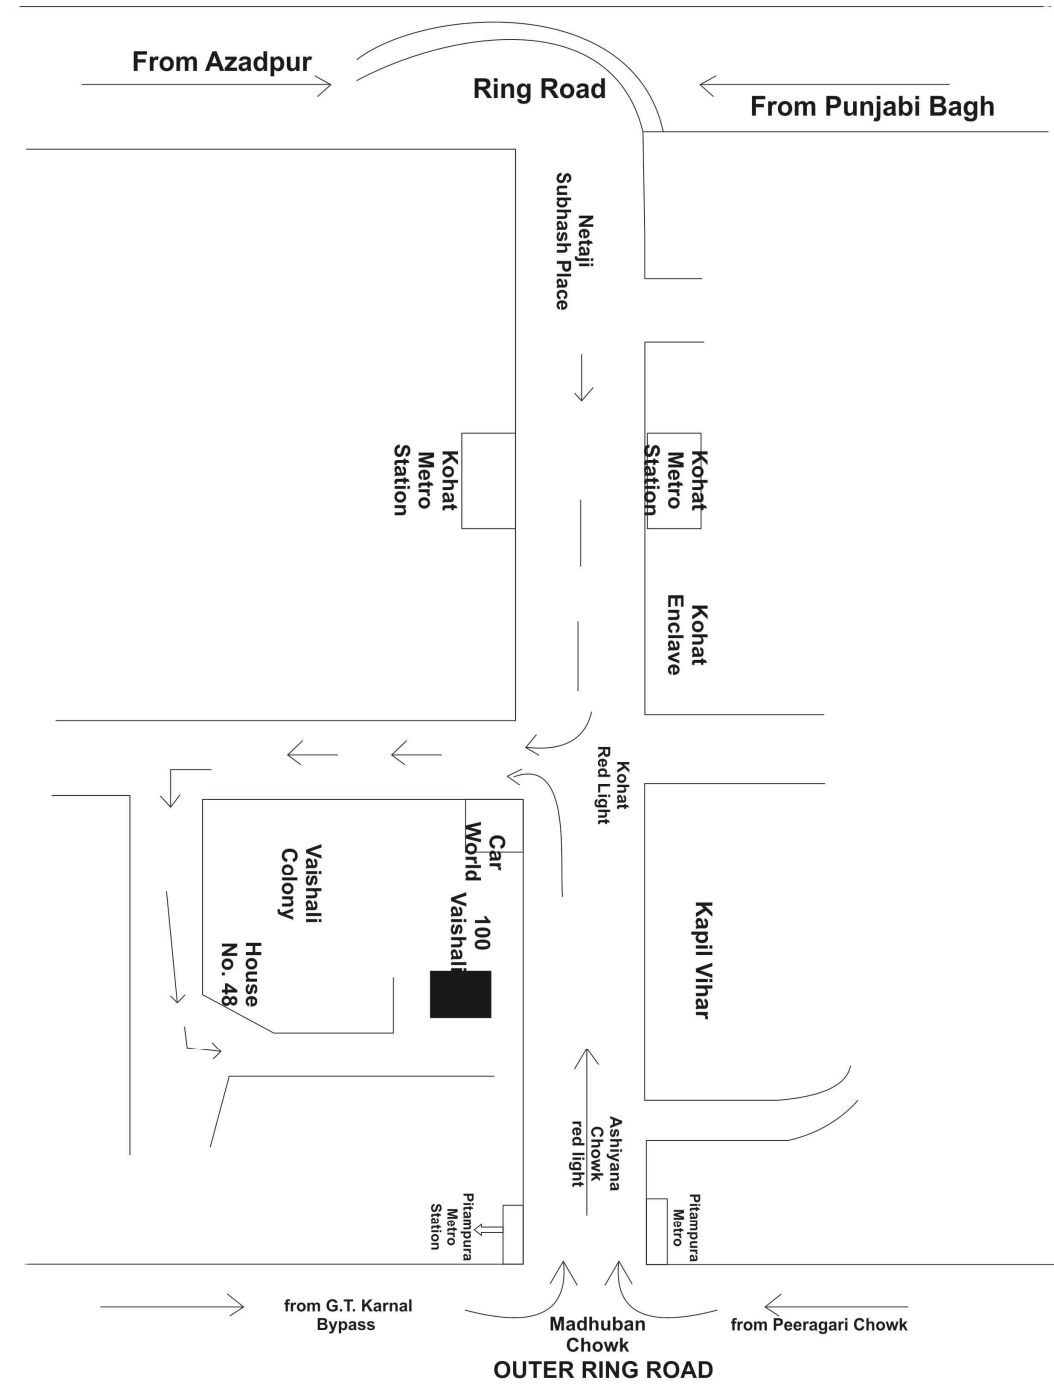 From Azadpur
Ring Road
From Punjabi Bagh
Netaji
Subhash Place
Kohat
Metro
Station
Kohat
Metro
Station
Kohat
Enclave
Kohat
Red Light
Car
World
Vaishali
Colony
100
Vaishali
House
No. 48
Kapil Vihar
Ashiyana
Chowk
red light
Pitampura
Metro
Station
Pitampura
Metro
from G.T. Karnal
Bypass
Madhuban
Chowk
from Peeragari Chowk
OUTER RING ROAD